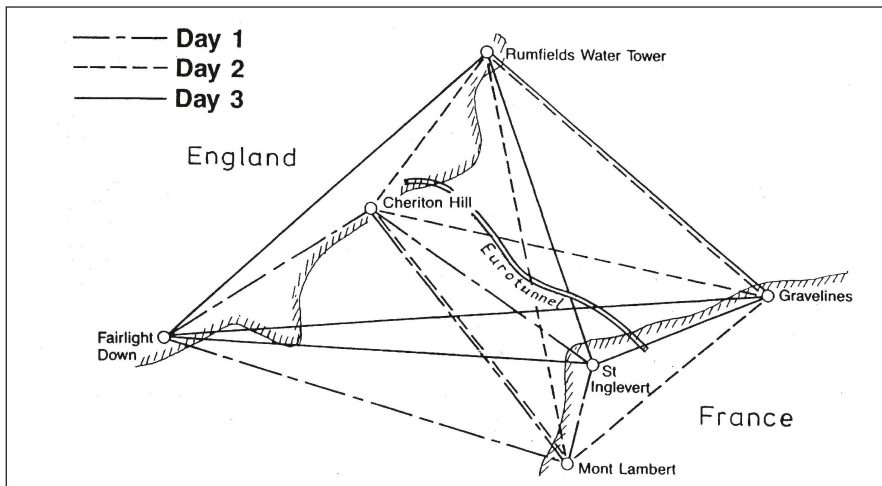 Day 1
Day 2
Day 3
Rumfields Water Tower
England
Cheriton Hill
Eurotunnel
Gravelines
Fairlight
Down
St
Inglevert
France
Mont Lambert